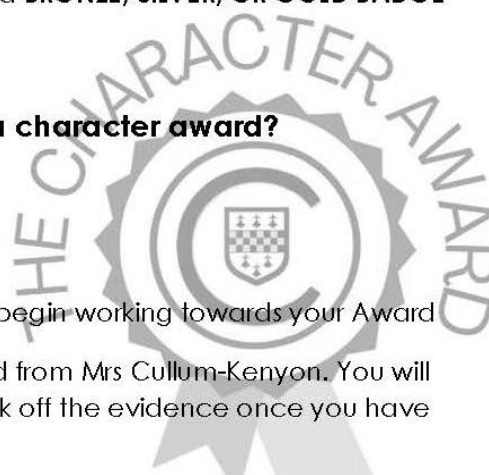 BRONZE, SILVER, OR GOLD BADGE
THE CHARACTER AWARD
a character award?
C
begin working towards your Award
d from Mrs Cullum-Kenyon. You will
k off the evidence once you have